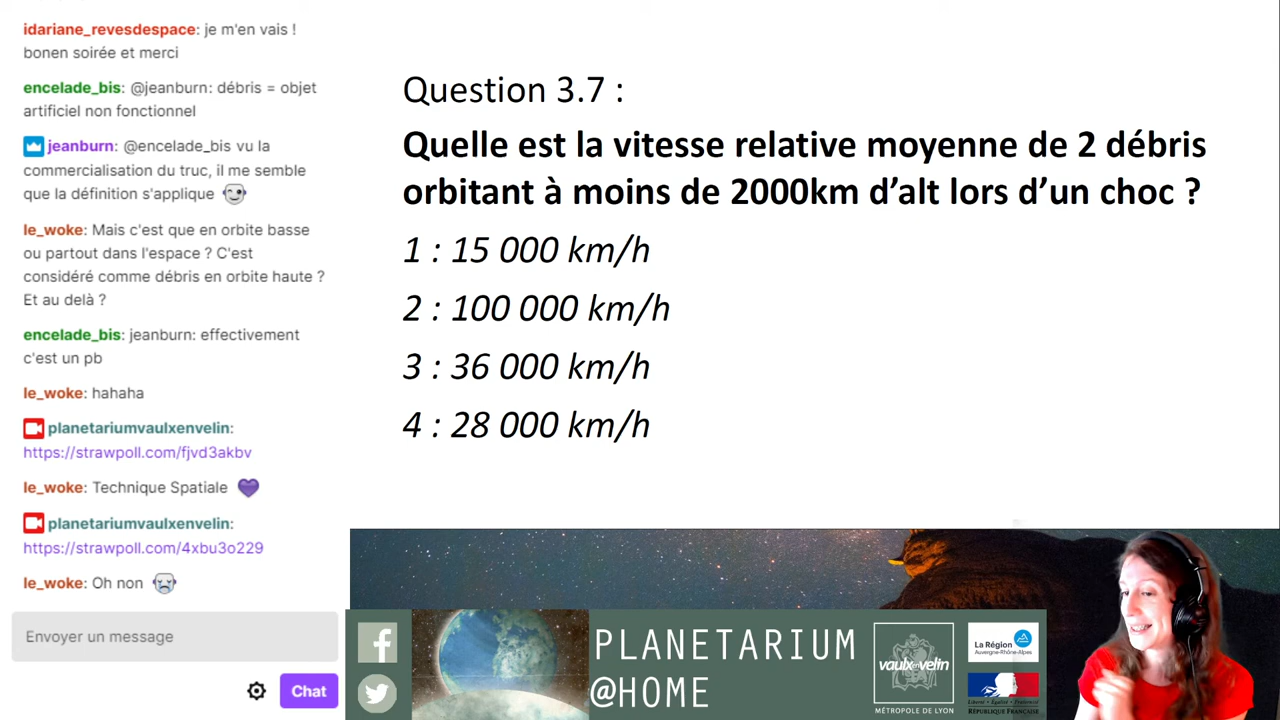 idariane_revesdespace: je m'en vais !
bonen soirée et merci
encelade_bis: @jeanburn: débris = objet
artificiel non fonctionnel
jeanburn: @encelade_bis vu la
commercialisation du truc, il me semble
que la définition s'applique
le_woke: Mais c'est que en orbite basse
ou partout dans l'espace ? C'est
considéré comme débris en orbite haute ?
Et au delà ?
encelade_bis: jeanburn: effectivement
c'est un pb
le_woke: hahaha
planetariumvaulxenvelin:
https://strawpoll.com/fjvd3akbv
le_woke: Technique Spatiale
planetariumvaulxenvelin:
https://strawpoll.com/4xbu3o229
le_woke: Oh non
Envoyer un message
Chat
Question 3.7 :
Quelle est la vitesse relative moyenne de 2 débris
orbitant à moins de 2000km d’alt lors d’un choc ?
1 : 15 000 km/h
2 : 100 000 km/h
3 : 36 000 km/h
4 : 28 000 km/h
PLANETARIUM
@HOME
vaulx-en-velin
MÉTROPOLE DE LYON
La Région
Auvergne-Rhône-Alpes
Liberté • Égalité • Fraternité
RÉPUBLIQUE FRANÇAISE